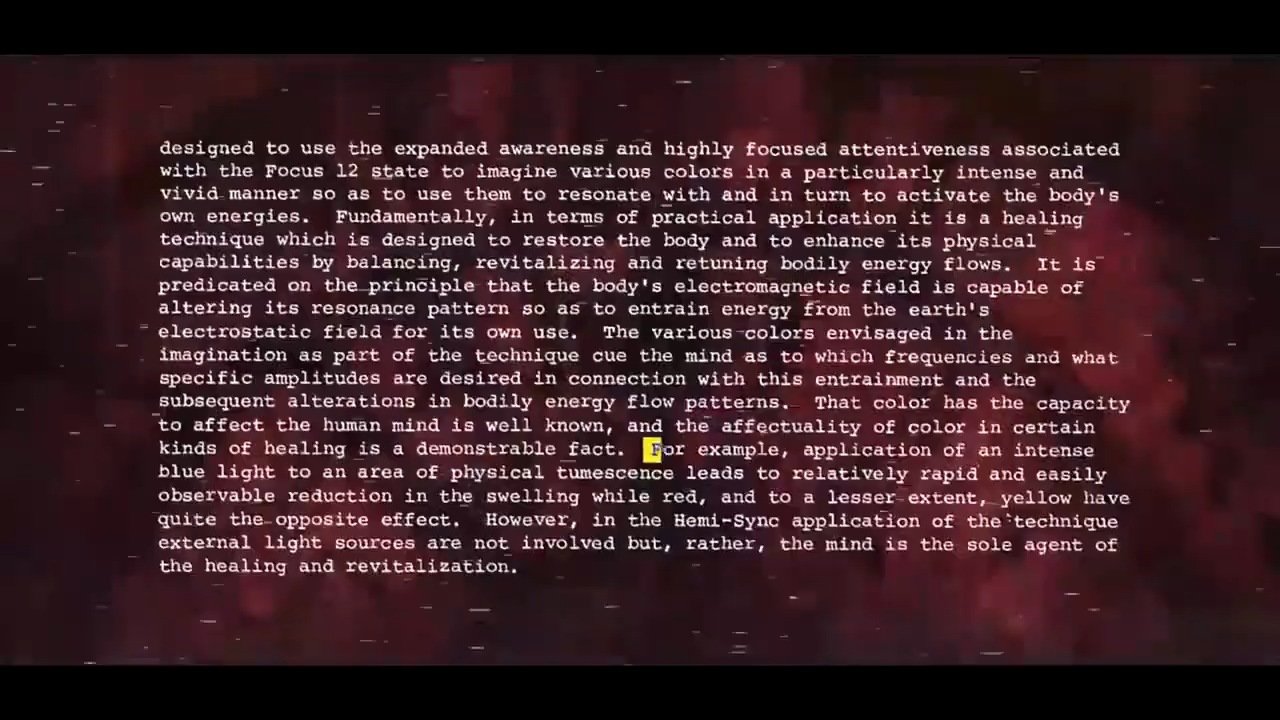 designed to use the expanded awareness and highly focused attentiveness associated
with the Focus 12 state to imagine various colors in a particularly intense and
vivid manner so as to use them to resonate with and in turn to activate the body's
own energies.  Fundamentally, in terms of practical application it is a healing
technique which is designed to restore the body and to enhance its physical
capabilities by balancing, revitalizing and retuning bodily energy flows.  It is
predicated on the principle that the body's electromagnetic field is capable of
altering its resonance pattern so as to entrain energy from the earth's
electrostatic field for its own use.  The various colors envisaged in the
imagination as part of the technique cue the mind as to which frequencies and what
specific amplitudes are desired in connection with this entrainment and the
subsequent alterations in bodily energy flow patterns.  That color has the capacity
to affect the human mind is well known, and the affectuality of color in certain
kinds of healing is a demonstrable fact.  For example, application of an intense
blue light to an area of physical tumescence leads to relatively rapid and easily
observable reduction in the swelling while red, and to a lesser extent, yellow have
quite the opposite effect.  However, in the Hemi-Sync application of the technique
external light sources are not involved but, rather, the mind is the sole agent of
the healing and revitalization.